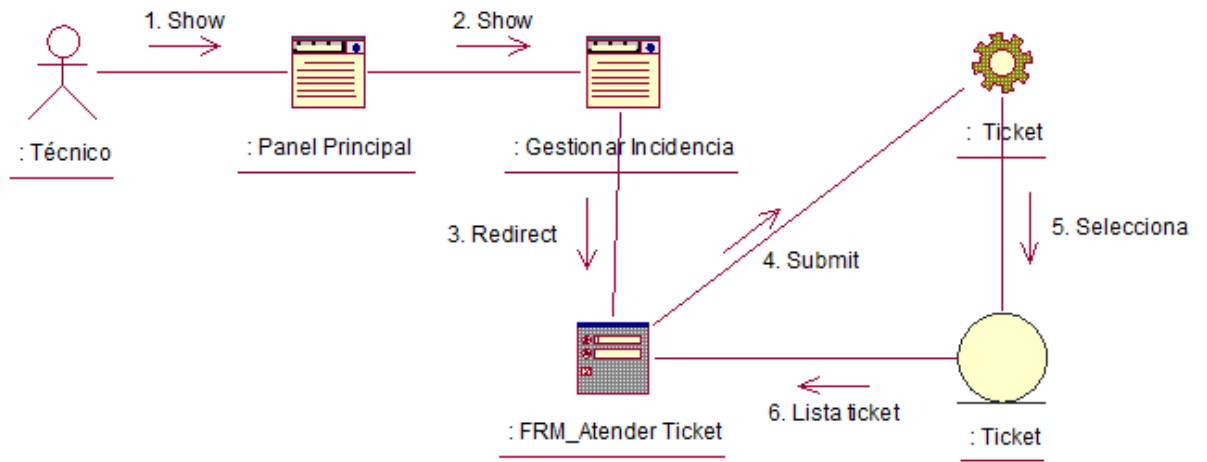 1. Show
2. Show
: Técnico
: Panel Principal
: Gestionar Incidencia
: Ticket
3. Redirect
4. Submit
5. Selecciona
6. Lista ticket
: FRM_Atender Ticket
: Ticket